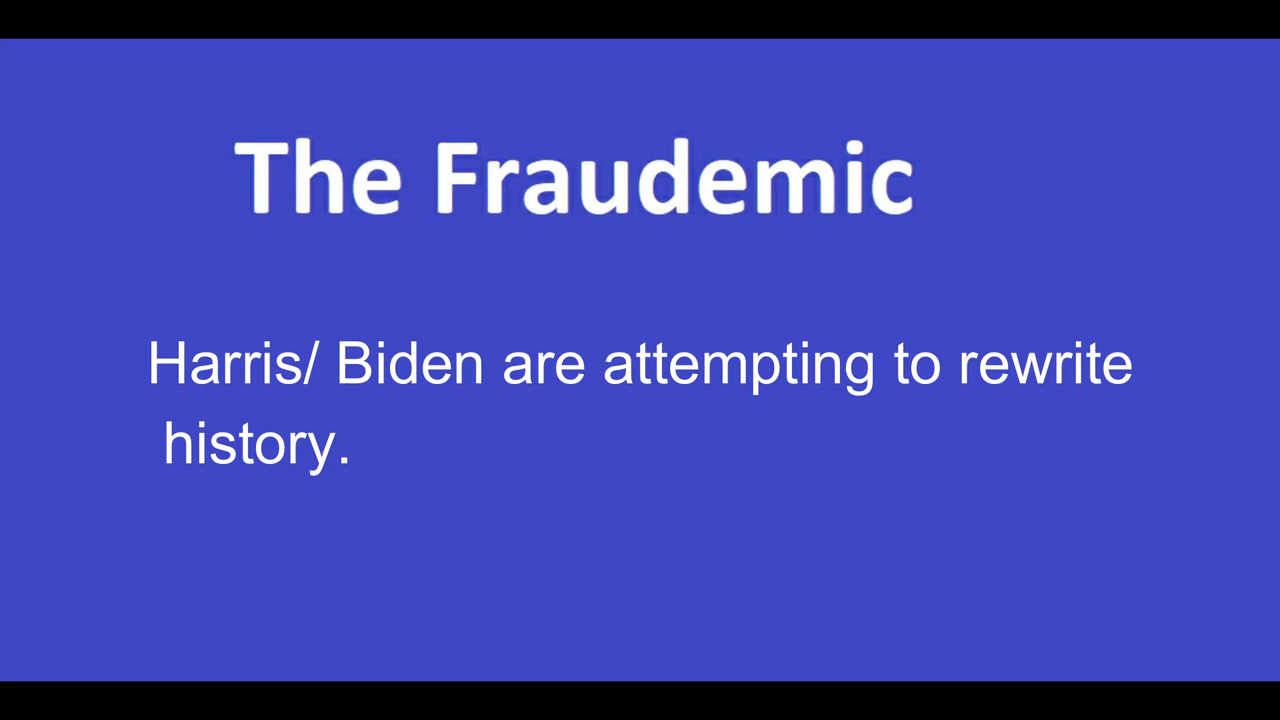 The Fraudemic
Harris/ Biden are attempting to rewrite
history.